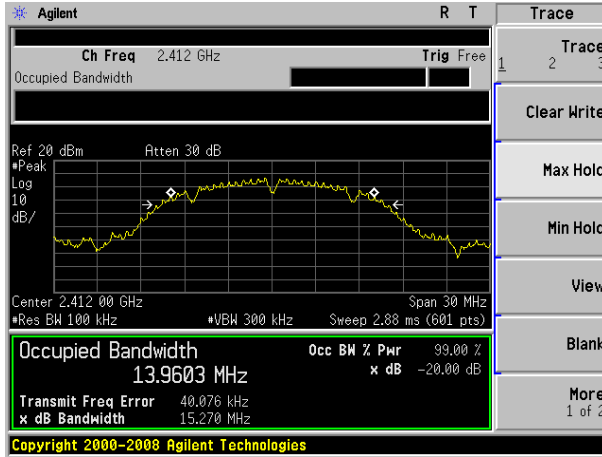 Agilent R T Trace
Ch Freq 2.412 GHz Trig Free
Occupied Bandwidth
Trace
1 2 3
Clear Write
Max Hold
Min Hold
View
Blank
More
1 of 2
Ref 20 dBm Atten 30 dB
#Peak
Log
10
dB/
Center 2.412 00 GHz Span 30 MHz
#Res BW 100 kHz #VBW 300 kHz Sweep 2.88 ms (601 pts)
Occupied Bandwidth Occ BW % Pwr 99.00 %
13.9603 MHz x dB -20.00 dB
Transmit Freq Error 40.076 kHz
x dB Bandwidth 15.270 MHz
Copyright 2000-2008 Agilent Technologies